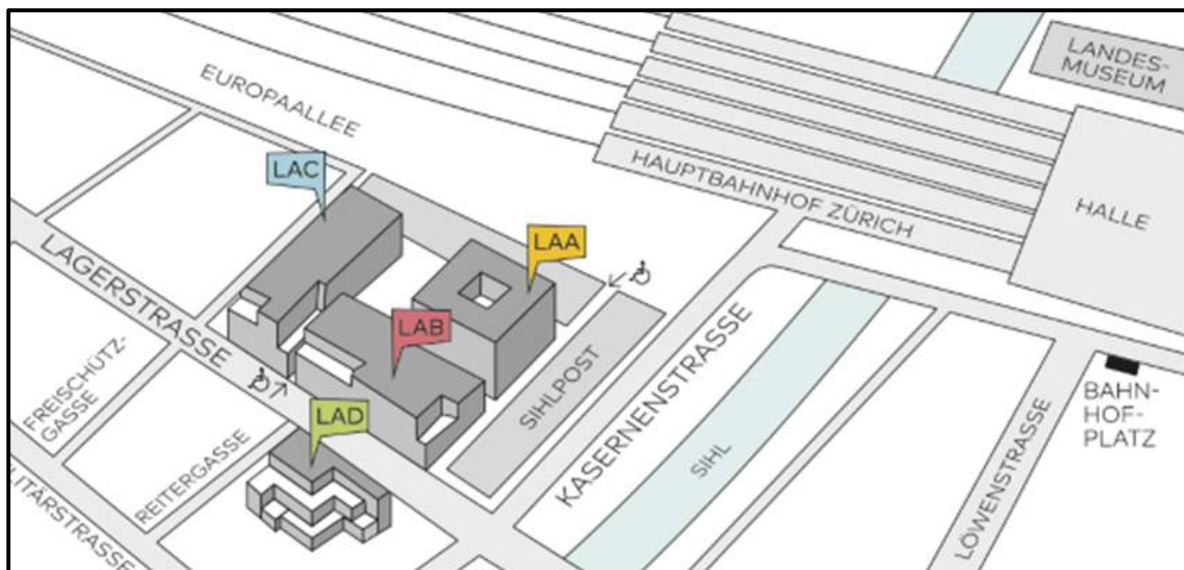 LANDES-
MUSEUM
EUROPAALLEE
HAUPTBAHNHOF ZÜRICH
HALLE
LAC
LAA
LAB
LAD
LAGERSTRASSE
SIHLPOST
KASERNENSTRASSE
SIHL
FREISCHÜTZ-
GASSE
REITERGASSE
LITÄRSTRASSE
LÖWENSTRASSE
BAHN-
HOF-
PLATZ